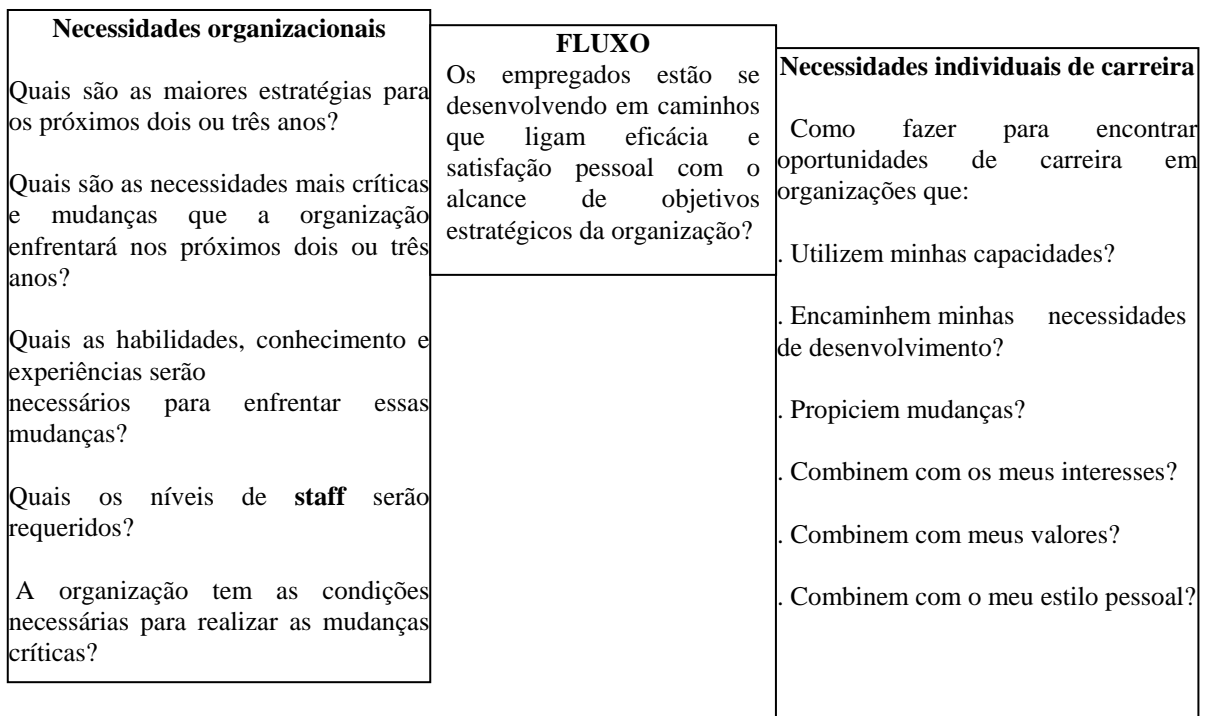 Necessidades organizacionais
Quais são as maiores estratégias para
os próximos dois ou três anos?
Quais são as necessidades mais críticas
e mudanças que a organização
enfrentará nos próximos dois ou três
anos?
Quais as habilidades, conhecimento e
experiências serão
necessários para enfrentar essas
mudanças?
Quais os níveis de staff serão
requeridos?
A organização tem as condições
necessárias para realizar as mudanças
críticas?
FLUXO
Os empregados estão se
desenvolvendo em caminhos
que ligam eficácia e
satisfação pessoal com o
alcance de objetivos
estratégicos da organização?
Necessidades individuais de carreira
Como fazer para encontrar
oportunidades de carreira em
organizações que:
. Utilizem minhas capacidades?
. Encaminhem minhas necessidades
de desenvolvimento?
. Propiciem mudanças?
. Combinem com os meus interesses?
. Combinem com meus valores?
. Combinem com o meu estilo pessoal?